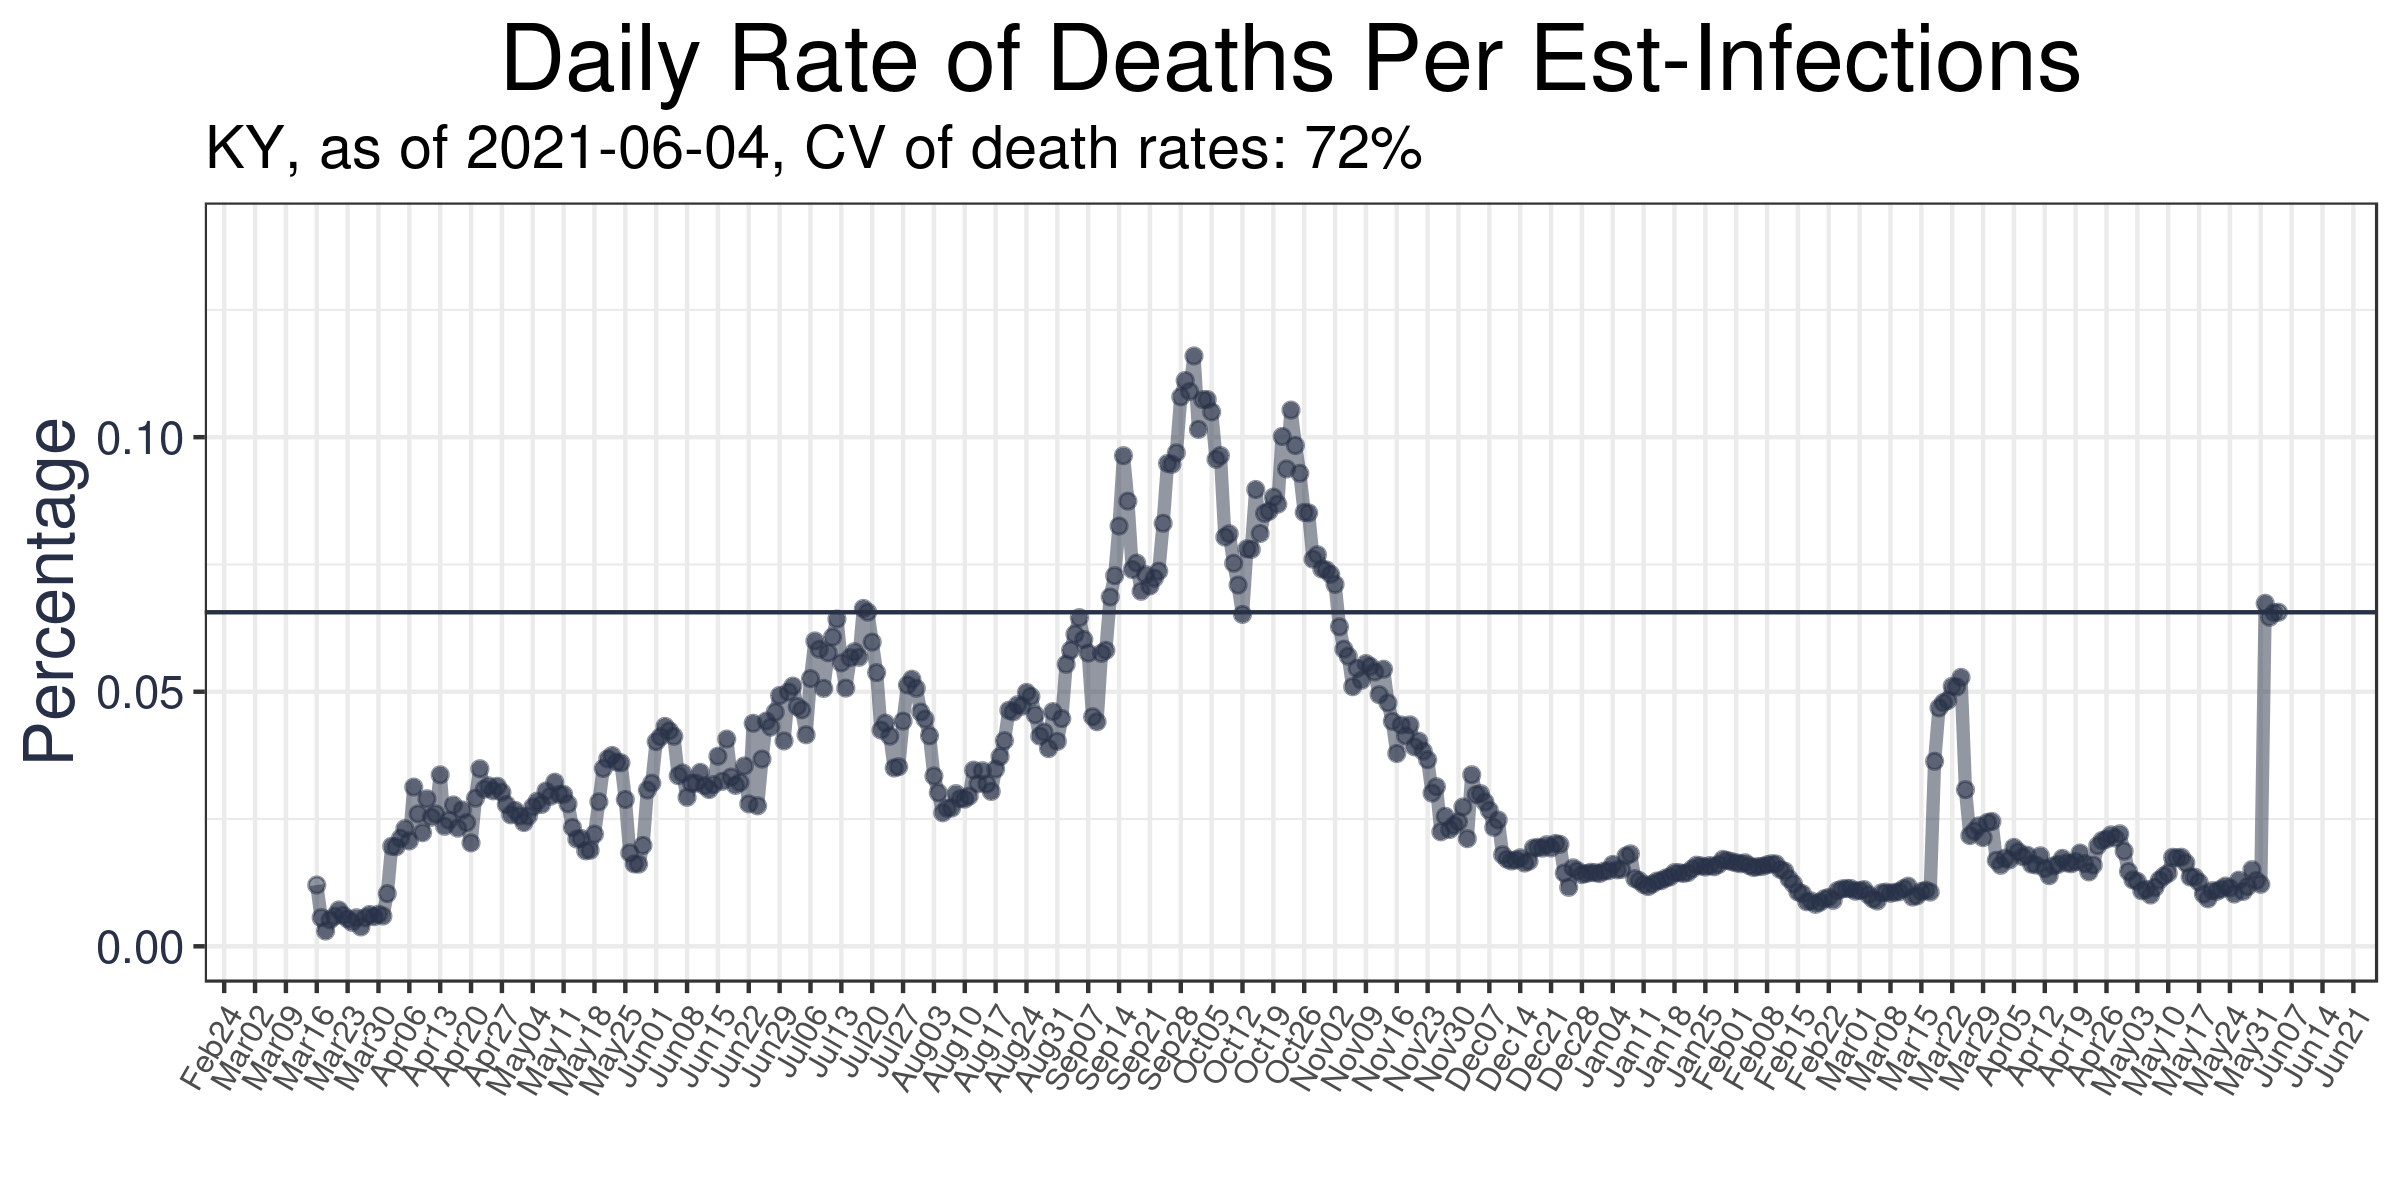 Daily Rate of Deaths Per Est-Infections
KY, as of 2021-06-04, CV of death rates: 72%
Percentage
0.10
0.05
0.00
Feb24
Mar02
Mar09
Mar16
Mar23
Mar30
Apr06
Apr13
Apr20
Apr27
May04
May11
May18
May25
Jun01
Jun08
Jun15
Jun22
Jun29
Jul06
Jul13
Jul20
Jul27
Aug03
Aug10
Aug17
Aug24
Aug31
Sep07
Sep14
Sep21
Sep28
Oct05
Oct12
Oct19
Oct26
Nov02
Nov09
Nov16
Nov23
Nov30
Dec07
Dec14
Dec21
Dec28
Jan04
Jan11
Jan18
Jan25
Feb01
Feb08
Feb15
Feb22
Mar01
Mar08
Mar15
Mar22
Mar29
Apr05
Apr12
Apr19
Apr26
May03
May10
May17
May24
May31
Jun07
Jun14
Jun21